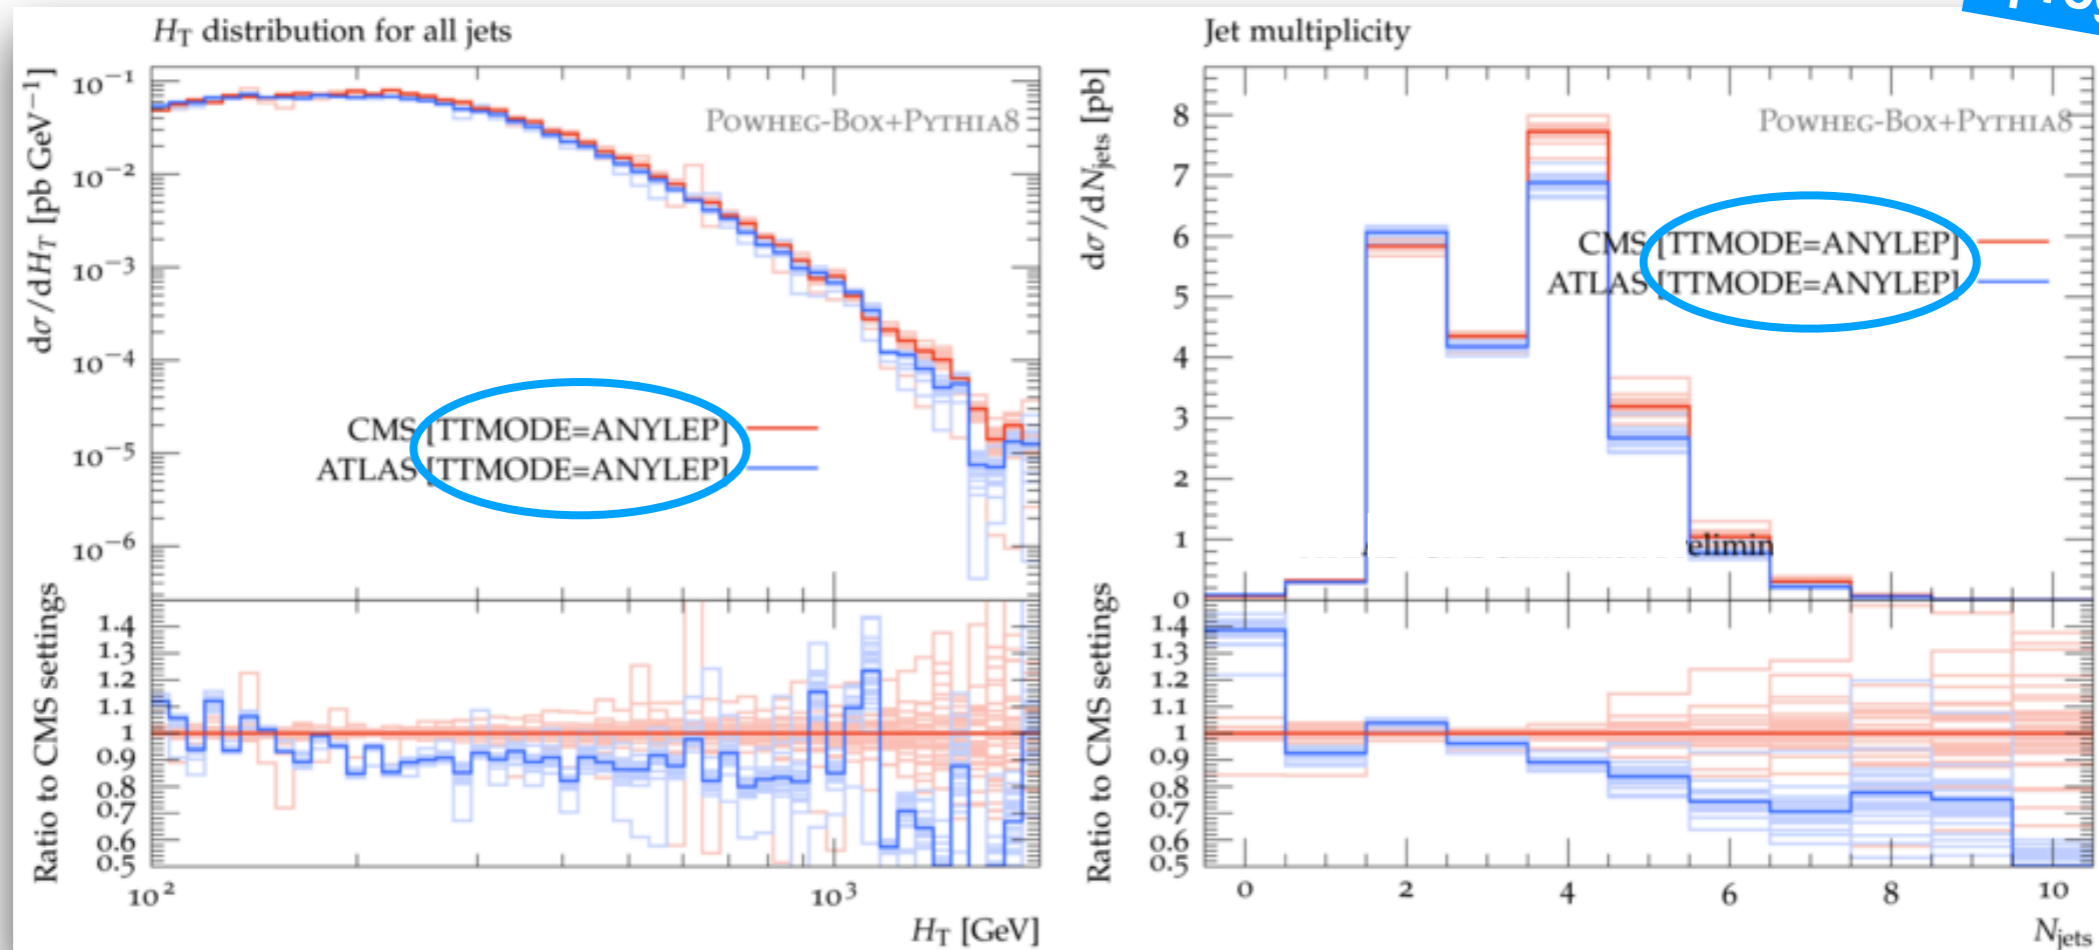 H_T distribution for all jets
dσ/dH_T [pb GeV⁻¹]
10⁻¹
10⁻²
10⁻³
10⁻⁴
10⁻⁵
10⁻⁶
POWHEG-BOX+PYTHIA8
CMS [TTMODE=ANYLEP]
ATLAS [TTMODE=ANYLEP]
Ratio to CMS settings
1.4
1.3
1.2
1.1
1
0.9
0.8
0.7
0.6
0.5
10² 10³
H_T [GeV]
Jet multiplicity
dσ/dN_jets [pb]
8
7
6
5
4
3
2
1
0
POWHEG-BOX+PYTHIA8
CMS [TTMODE=ANYLEP]
ATLAS [TTMODE=ANYLEP]
elimin
Ratio to CMS settings
1.4
1.3
1.2
1.1
1
0.9
0.8
0.7
0.6
0.5
0 2 4 6 8 10
N_jets